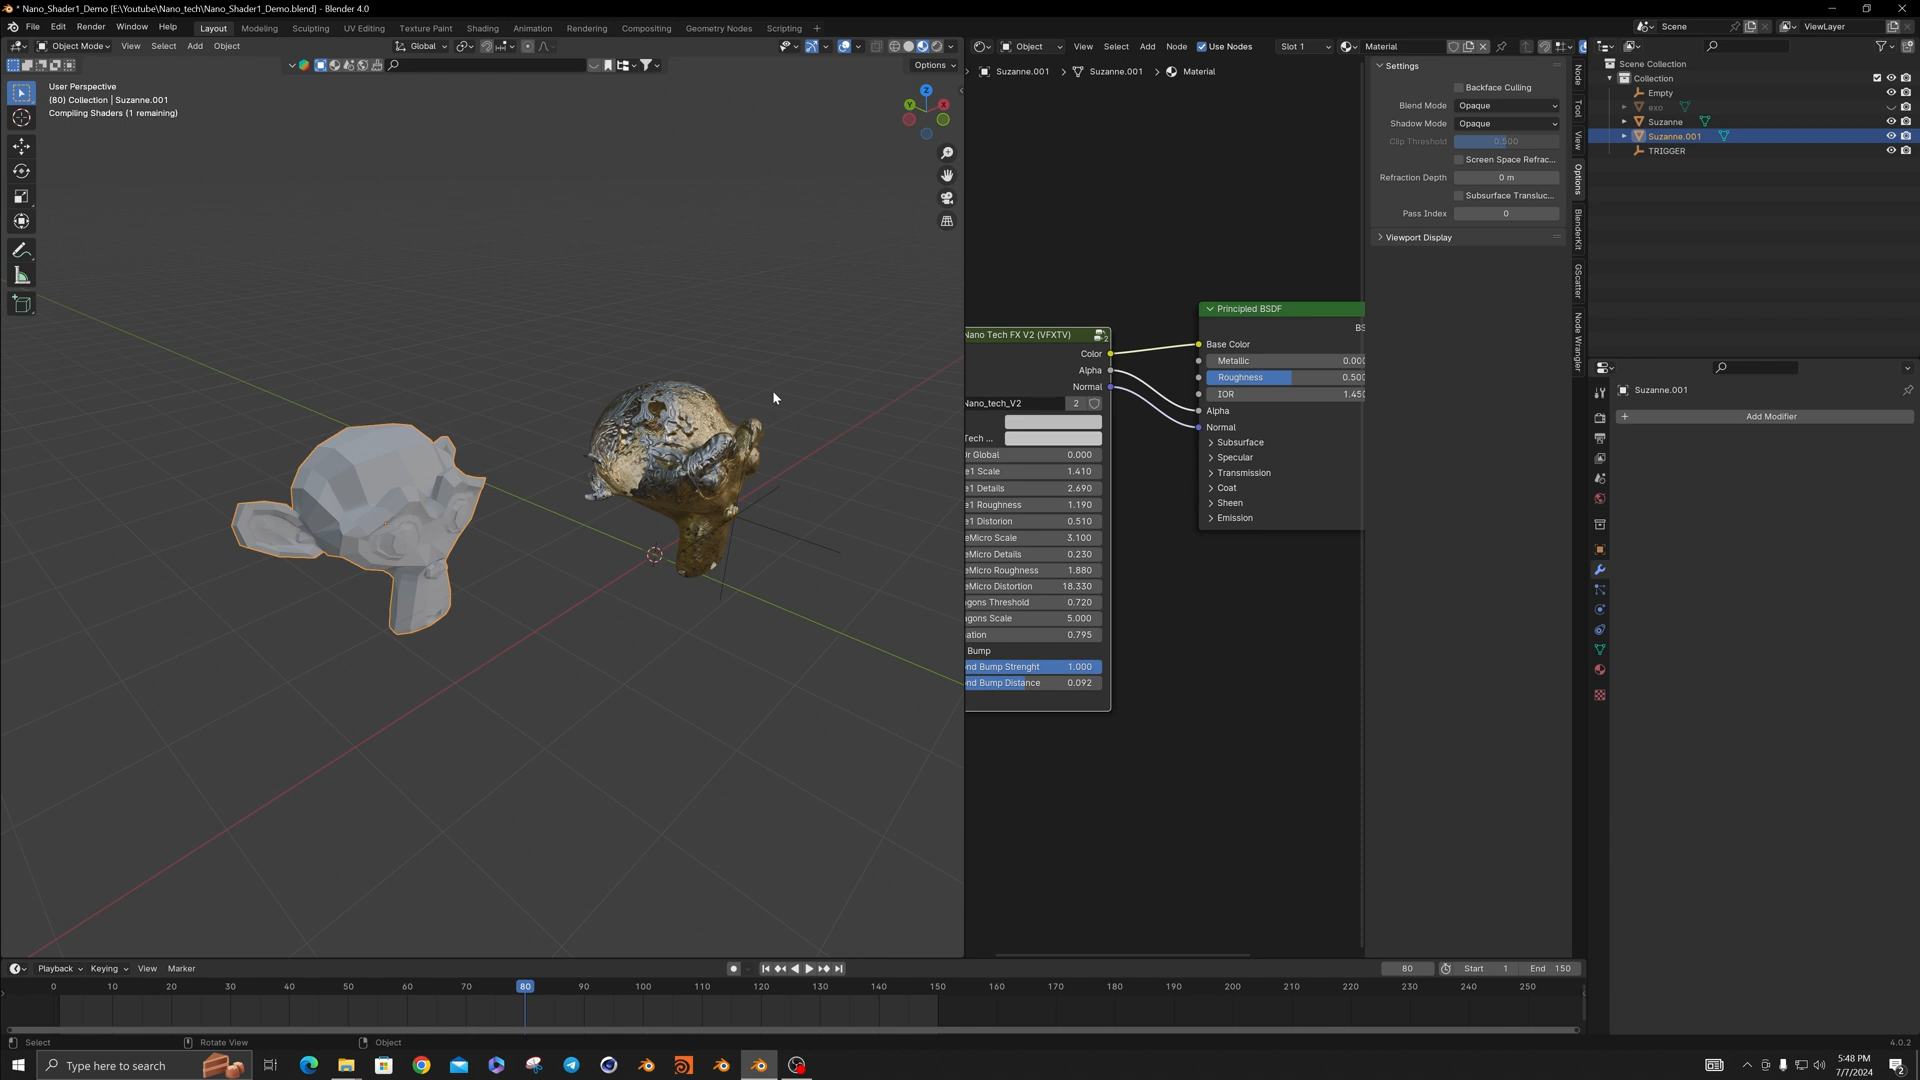 * Nano_Shader1_Demo [E:\Youtube\Nano_tech\Nano_Shader1_Demo.blend] - Blender 4.0
File Edit Render Window Help
Layout Modeling Sculpting UV Editing Texture Paint Shading Animation Rendering Compositing Geometry Nodes Scripting +
Scene
ViewLayer
Object Mode View Select Add Object
Global
Options
User Perspective
(80) Collection | Suzanne.001
Compiling Shaders (1 remaining)
Z
Y
X
Object View Select Add Node Use Nodes Slot 1 Material
Suzanne.001 > Suzanne.001 > Material
Nano Tech FX V2 (VFXTV)
Color
Alpha
Normal
Nano_tech_V2 2
Tech ...
Or Global 0.000
e1 Scale 1.410
e1 Details 2.690
e1 Roughness 1.190
e1 Distorion 0.510
eMicro Scale 3.100
eMicro Details 0.230
eMicro Roughness 1.880
eMicro Distortion 18.330
gons Threshold 0.720
gons Scale 5.000
ation 0.795
Bump
nd Bump Strenght 1.000
nd Bump Distance 0.092
Principled BSDF
BS
Base Color
Metallic 0.000
Roughness 0.500
IOR 1.450
Alpha
Normal
Subsurface
Specular
Transmission
Coat
Sheen
Emission
Settings
Backface Culling
Blend Mode Opaque
Shadow Mode Opaque
Clip Threshold 0.500
Screen Space Refrac...
Refraction Depth 0 m
Subsurface Transluc...
Pass Index 0
Viewport Display
Node
Tool
View
Options
BlenderKit
GScatter
Node Wrangler
Scene Collection
Collection
Empty
exo
Suzanne
Suzanne.001
TRIGGER
Suzanne.001
+ Add Modifier
Playback Keying View Marker
80 Start 1 End 150
0 10 20 30 40 50 60 70 80 90 100 110 120 130 140 150 160 170 180 190 200 210 220 230 240 250
Select Rotate View Object
4.0.2
Type here to search
5:48 PM
7/7/2024
2